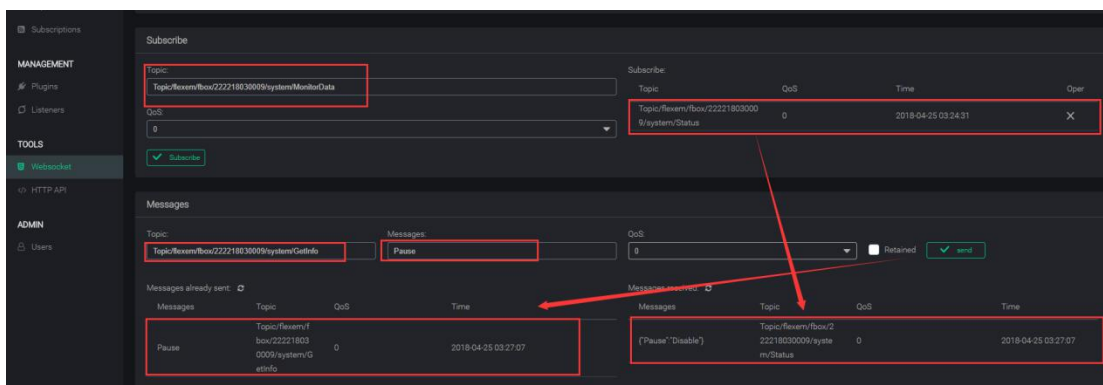 Subscriptions
MANAGEMENT
Plugins
Listeners
TOOLS
Websocket
HTTP API
ADMIN
Users
Subscribe
Topic:
Topic/flexem/fbox/222218030009/system/MonitorData
QoS:
0
Subscribe
Subscribe:
Topic QoS Time Oper
Topic/flexem/fbox/22221803000
9/system/Status 0 2018-04-25 03:24:31
Messages
Topic: Messages: QoS:
Topic/flexem/fbox/222218030009/system/GetInfo Pause 0 Retained send
Messages already sent:
Messages Topic QoS Time
Topic/flexem/f
box/22221803
0009/system/G
etInfo
Pause 0 2018-04-25 03:27:07
Messages received:
Messages Topic QoS Time
Topic/flexem/fbox/2
22218030009/syste
m/Status
{"Pause":"Disable"} 0 2018-04-25 03:27:07